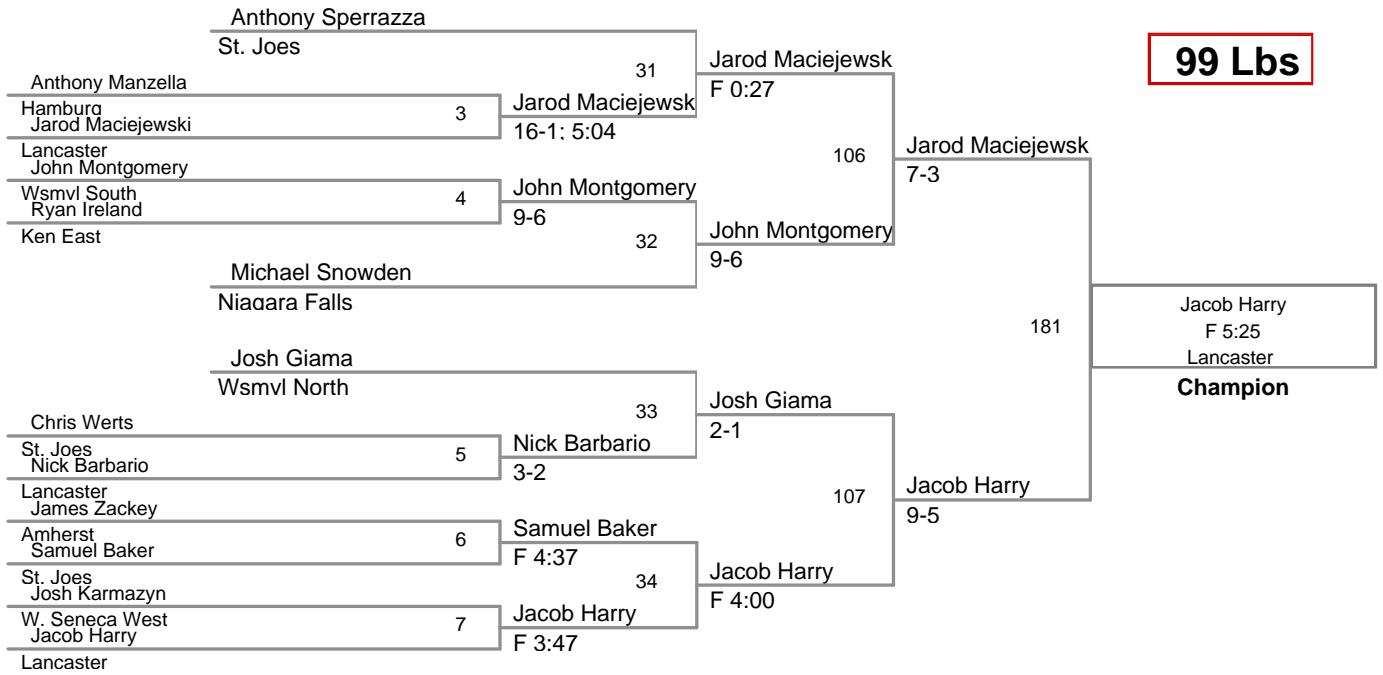 Anthony Sperrazza
St. Joes
99 Lbs
31
Jarod Maciejewsk
F 0:27
Anthony Manzella
Hamburg
3
Jarod Maciejewsk
16-1; 5:04
Jarod Maciejewski
Lancaster
106
Jarod Maciejewsk
7-3
John Montgomery
Wsmvl South
4
John Montgomery
9-6
Ryan Ireland
Ken East
32
John Montgomery
9-6
Michael Snowden
Niagara Falls
181
Jacob Harry
F 5:25
Lancaster
Champion
Josh Giama
Wsmvl North
33
Josh Giama
2-1
Chris Werts
St. Joes
5
Nick Barbario
3-2
Nick Barbario
Lancaster
107
Jacob Harry
9-5
James Zackey
Amherst
6
Samuel Baker
F 4:37
Samuel Baker
St. Joes
34
Jacob Harry
F 4:00
Josh Karmazyn
W. Seneca West
7
Jacob Harry
F 3:47
Jacob Harry
Lancaster